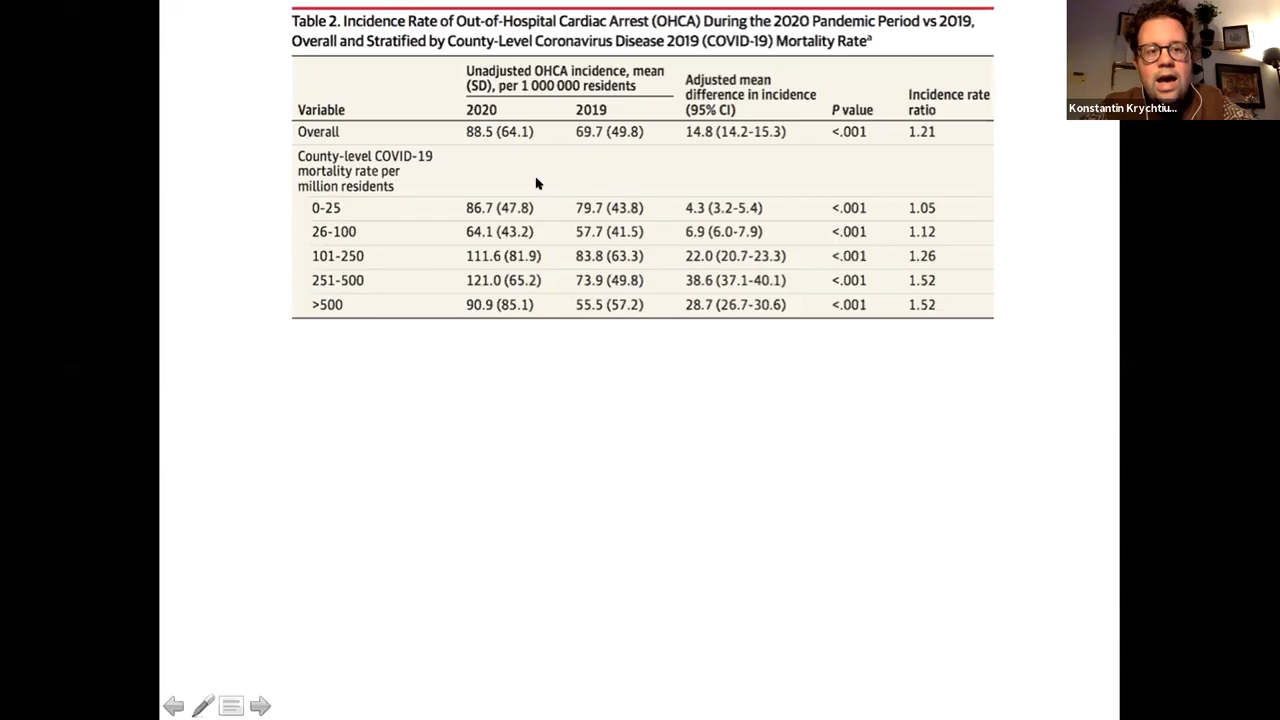 Table 2. Incidence Rate of Out-of-Hospital Cardiac Arrest (OHCA) During the 2020 Pandemic Period vs 2019,
Overall and Stratified by County-Level Coronavirus Disease 2019 (COVID-19) Mortality Rateᵃ
Unadjusted OHCA incidence, mean
(SD), per 1 000 000 residents
Adjusted mean
difference in incidence
(95% CI)
Incidence rate
ratio
Variable 2020 2019 P value
Overall 88.5 (64.1) 69.7 (49.8) 14.8 (14.2-15.3) <.001 1.21
County-level COVID-19
mortality rate per
million residents
0-25 86.7 (47.8) 79.7 (43.8) 4.3 (3.2-5.4) <.001 1.05
26-100 64.1 (43.2) 57.7 (41.5) 6.9 (6.0-7.9) <.001 1.12
101-250 111.6 (81.9) 83.8 (63.3) 22.0 (20.7-23.3) <.001 1.26
251-500 121.0 (65.2) 73.9 (49.8) 38.6 (37.1-40.1) <.001 1.52
>500 90.9 (85.1) 55.5 (57.2) 28.7 (26.7-30.6) <.001 1.52
Konstantin Krychtiu...